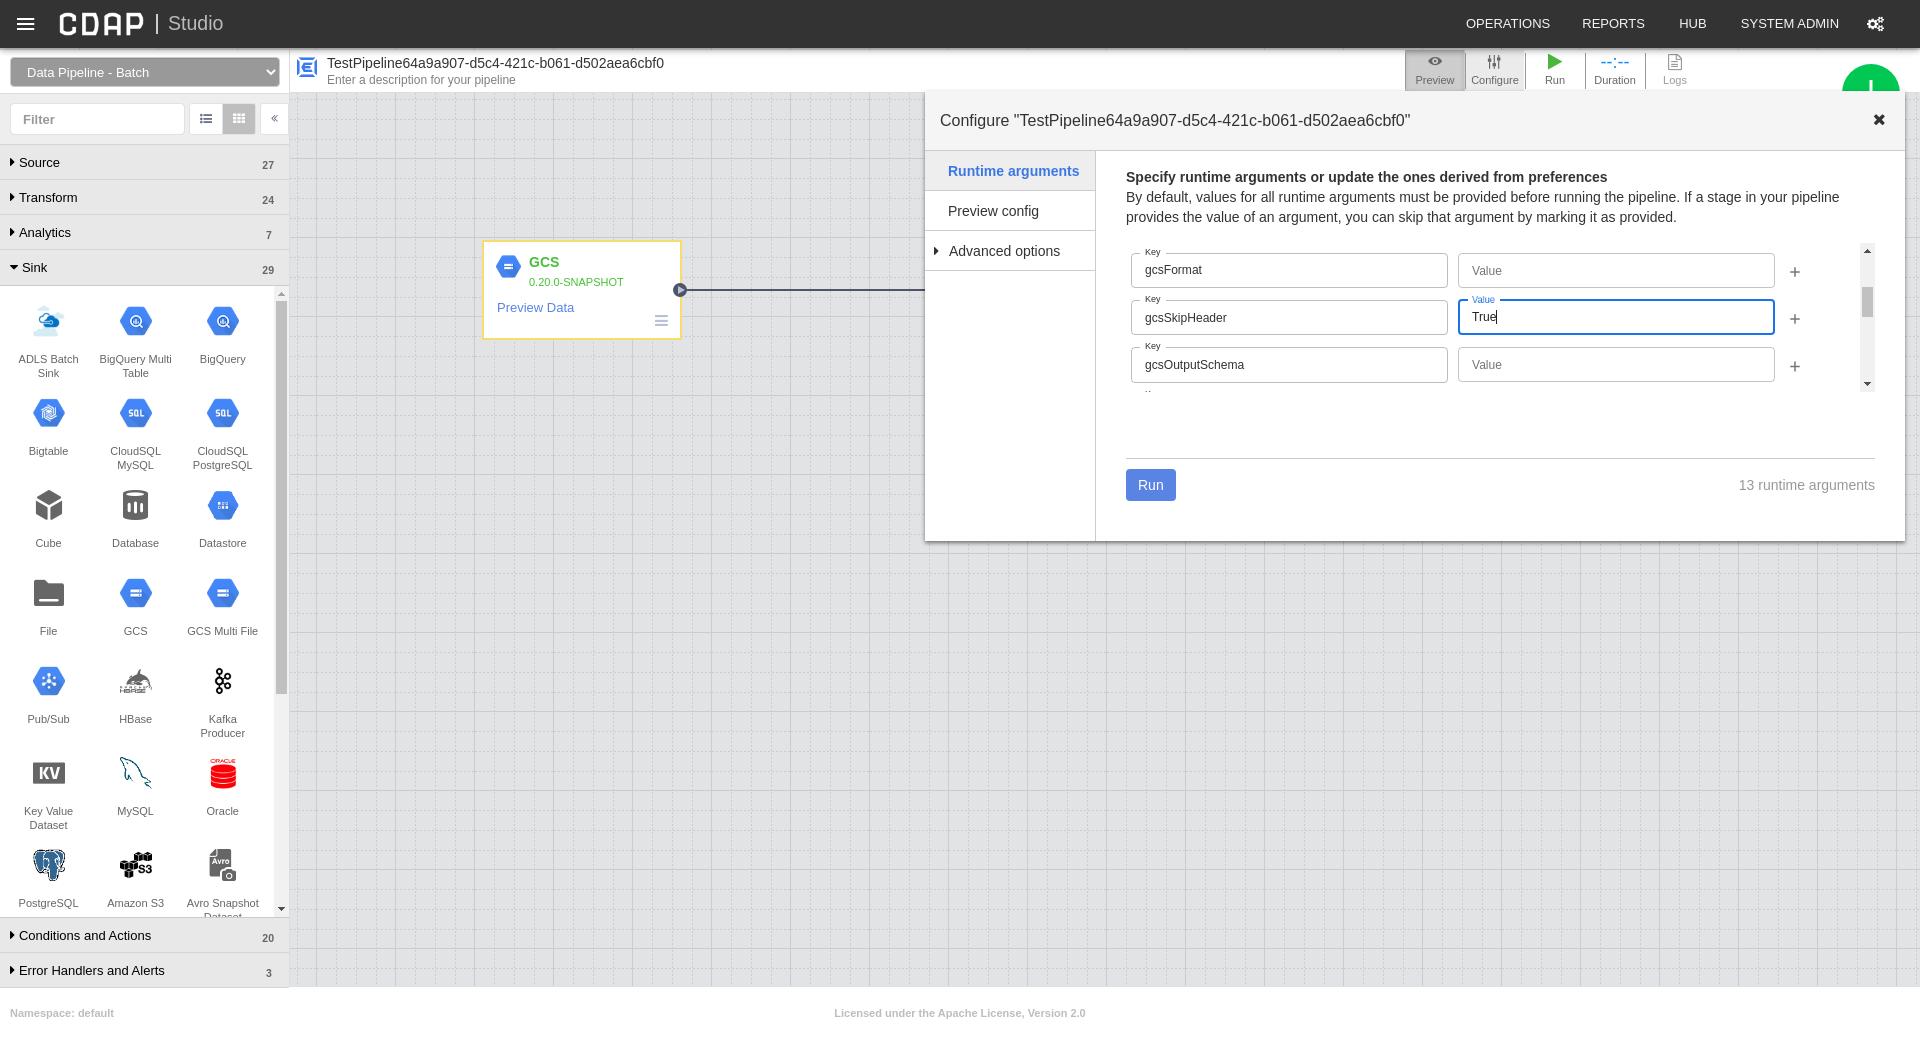 CDAP | Studio
OPERATIONS
REPORTS
HUB
SYSTEM ADMIN
Data Pipeline - Batch
TestPipeline64a9a907-d5c4-421c-b061-d502aea6cbf0
Enter a description for your pipeline
Preview
Configure
Run
--:--
Duration
Logs
Filter
Source 27
Transform 24
Analytics 7
Sink 29
ADLS Batch
Sink
BigQuery Multi
Table
BigQuery
Bigtable
SQL
CloudSQL
MySQL
SQL
CloudSQL
PostgreSQL
Cube
Database
Datastore
File
GCS
GCS Multi File
Pub/Sub
HBASE
HBase
Kafka
Producer
KV
Key Value
Dataset
MySQL
ORACLE
Oracle
PostgreSQL
S3
Amazon S3
Avro
Avro Snapshot
Dataset
Conditions and Actions 20
Error Handlers and Alerts 3
GCS
0.20.0-SNAPSHOT
Preview Data
Configure "TestPipeline64a9a907-d5c4-421c-b061-d502aea6cbf0"
Runtime arguments
Preview config
Advanced options
Specify runtime arguments or update the ones derived from preferences
By default, values for all runtime arguments must be provided before running the pipeline. If a stage in your pipeline
provides the value of an argument, you can skip that argument by marking it as provided.
Key
gcsFormat
Value
Key
gcsSkipHeader
Value
True
Key
gcsOutputSchema
Value
Run
13 runtime arguments
Namespace: default
Licensed under the Apache License, Version 2.0